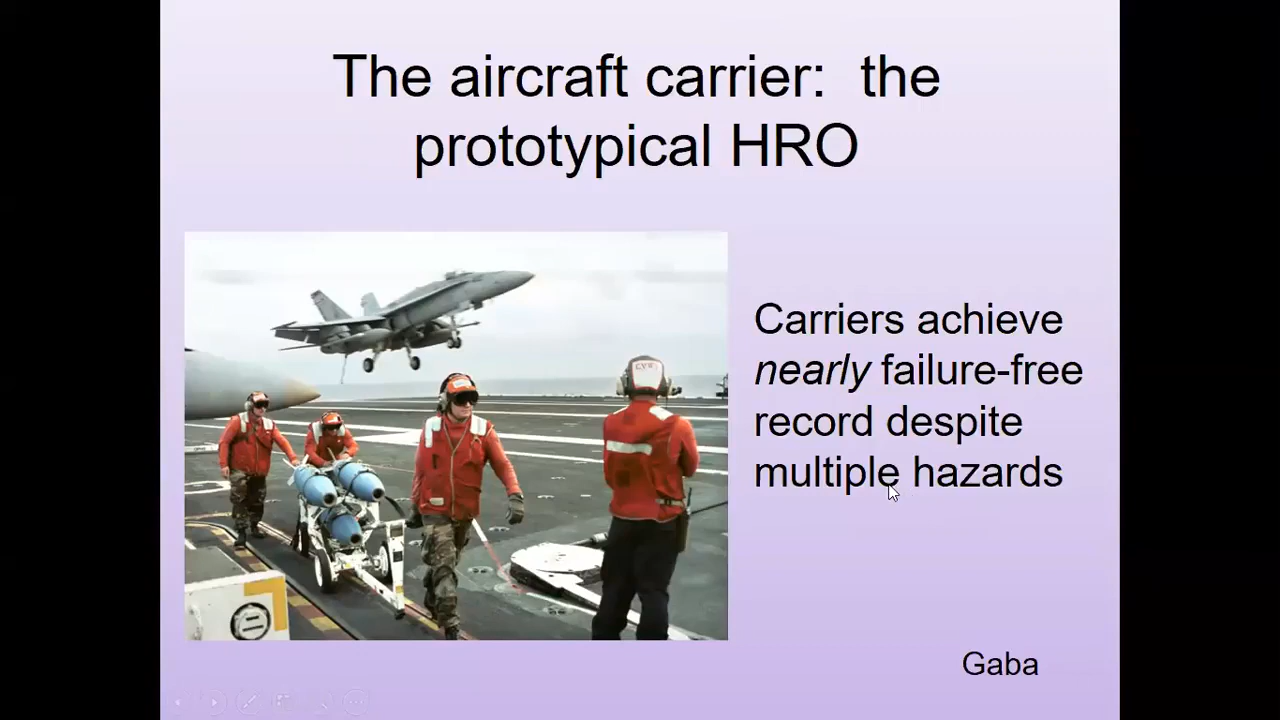 The aircraft carrier: the
prototypical HRO
Carriers achieve
nearly failure-free
record despite
multiple hazards
Gaba